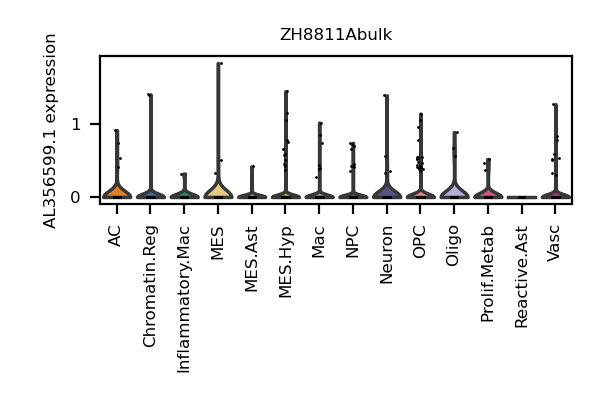 ZH8811Abulk
AL356599.1 expression
1
0
AC
Chromatin.Reg
Inflammatory.Mac
MES
MES.Ast
MES.Hyp
Mac
NPC
Neuron
OPC
Oligo
Prolif.Metab
Reactive.Ast
Vasc